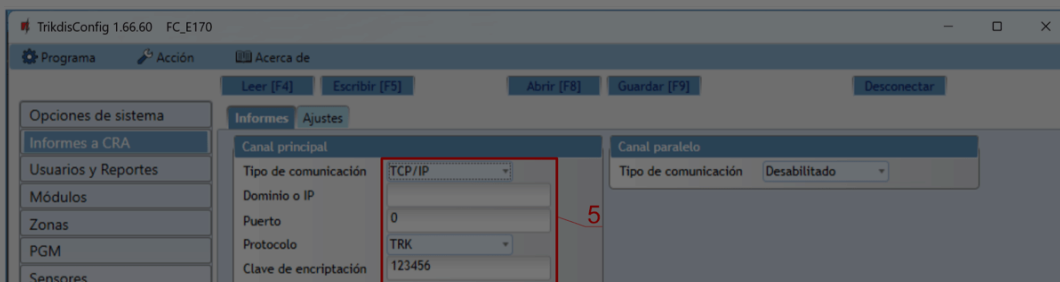 TrikdisConfig 1.66.60 FC_E170
Programa Acción Acerca de
Leer [F4] Escribir [F5] Abrir [F8] Guardar [F9] Desconectar
Opciones de sistema
Informes a CRA
Usuarios y Reportes
Módulos
Zonas
PGM
Sensores
Informes Ajustes
Canal principal
Tipo de comunicación TCP/IP
Dominio o IP
Puerto 0
Protocolo TRK
Clave de encriptación 123456
5
Canal paralelo
Tipo de comunicación Desabilitado